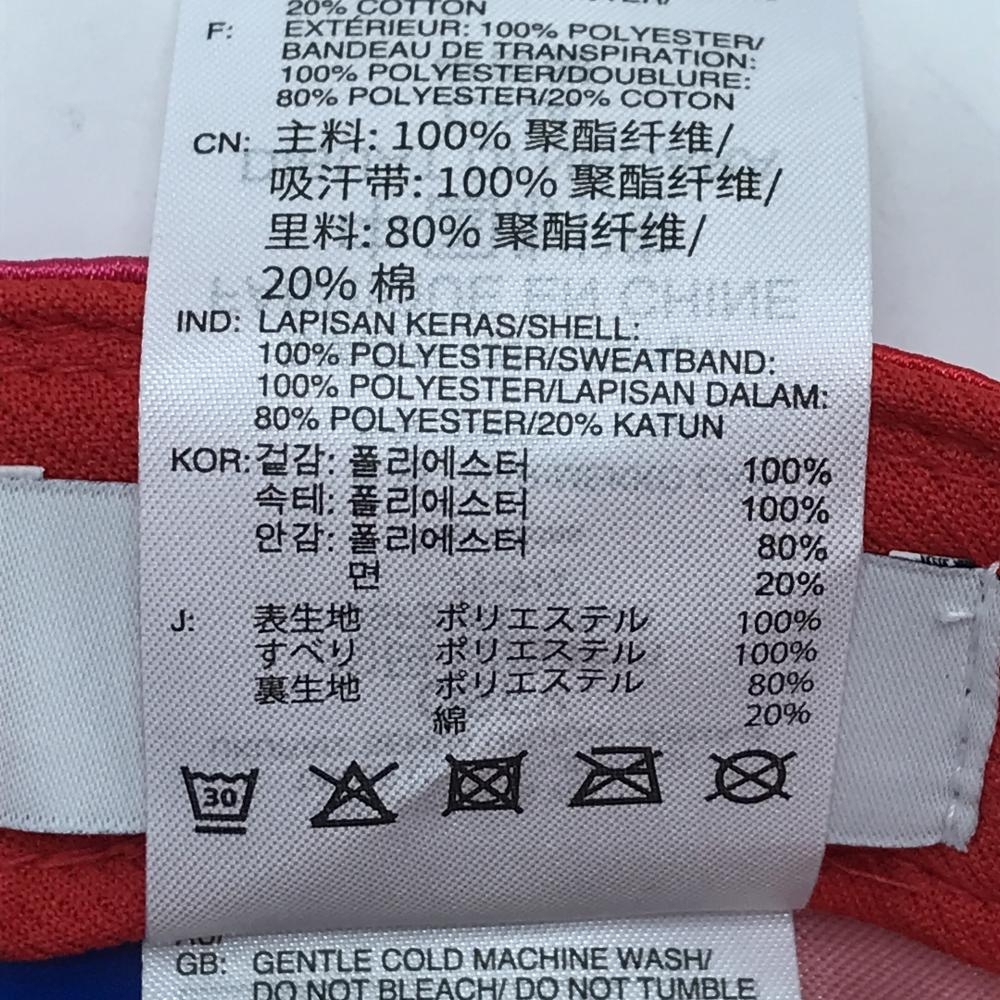 20% COTTON
F: EXTÉRIEUR: 100% POLYESTER/
BANDEAU DE TRANSPIRATION:
100% POLYESTER/DOUBLURE:
80% POLYESTER/20% COTON
CN: 主料: 100% 聚酯纤维/
吸汗带: 100% 聚酯纤维/
里料: 80% 聚酯纤维/
20% 棉
IND: LAPISAN KERAS/SHELL:
100% POLYESTER/SWEATBAND:
100% POLYESTER/LAPISAN DALAM:
80% POLYESTER/20% KATUN
KOR: 겉감: 폴리에스터 100%
속테: 폴리에스터 100%
안감: 폴리에스터 80%
면 20%
J: 表生地 ポリエステル 100%
すべり ポリエステル 100%
裏生地 ポリエステル 80%
綿 20%
30
GB: GENTLE COLD MACHINE WASH/
DO NOT BLEACH/ DO NOT TUMBLE